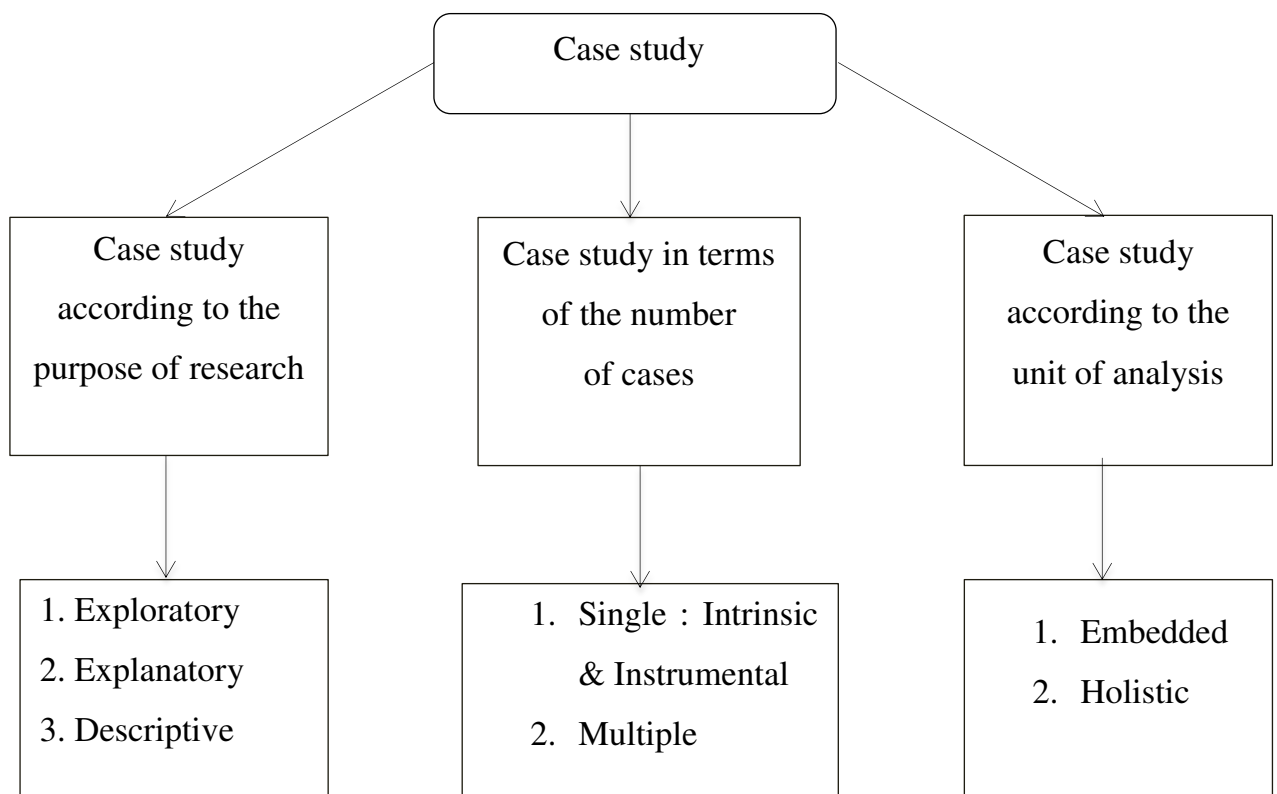 Case study
Case study
according to the
purpose of research
Case study in terms
of the number
of cases
Case study
according to the
unit of analysis
1. Exploratory
2. Explanatory
3. Descriptive
1. Single : Intrinsic
& Instrumental
2. Multiple
1. Embedded
2. Holistic